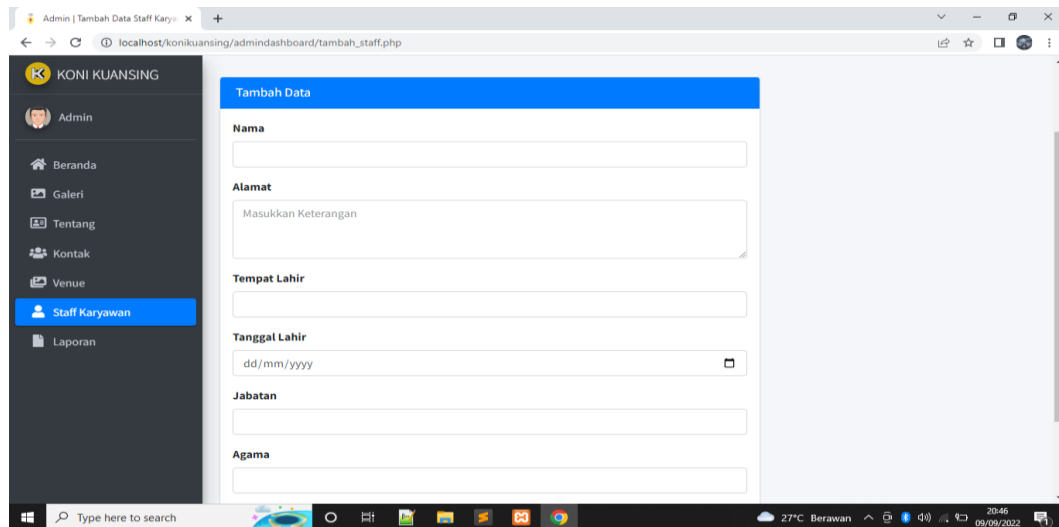 Admin | Tambah Data Staff Karya
localhost/konikuansing/admindashboard/tambah_staff.php
KONI KUANSING
Admin
Beranda
Galeri
Tentang
Kontak
Venue
Staff Karyawan
Laporan
Tambah Data
Nama
Alamat
Masukkan Keterangan
Tempat Lahir
Tanggal Lahir
dd/mm/yyyy
Jabatan
Agama
Type here to search
27°C Berawan
20:46
09/09/2022